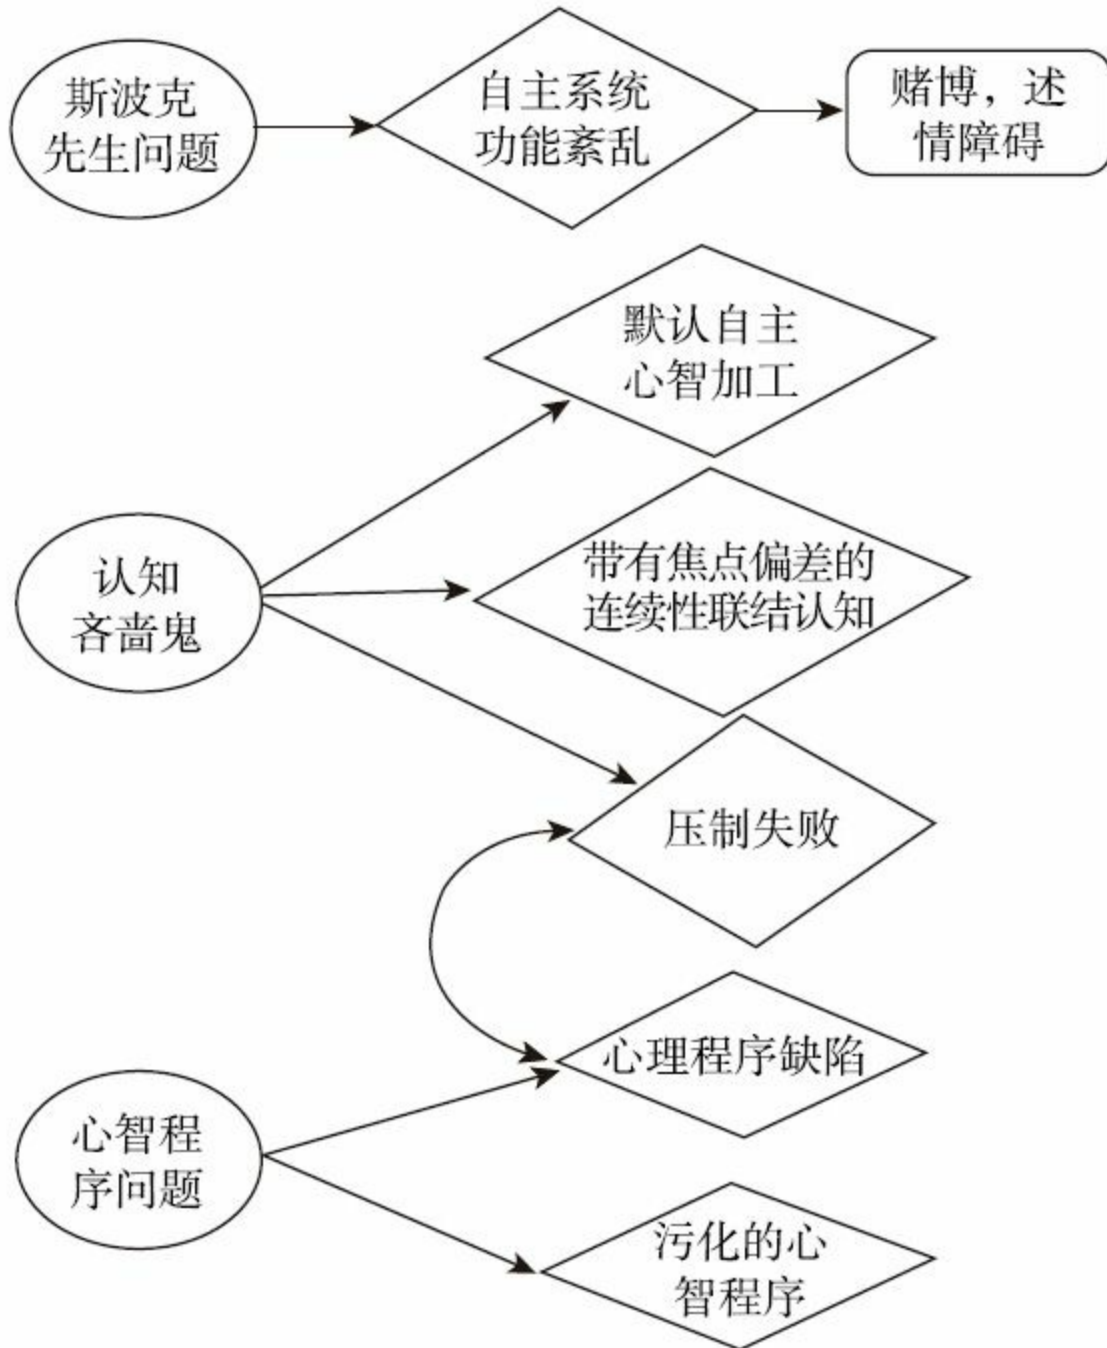 斯波克
先生问题
自主系统
功能紊乱
赌博，述
情障碍
默认自主
心智加工
认知
吝啬鬼
带有焦点偏差的
连续性联结认知
压制失败
心理程序缺陷
心智程
序问题
污化的心
智程序